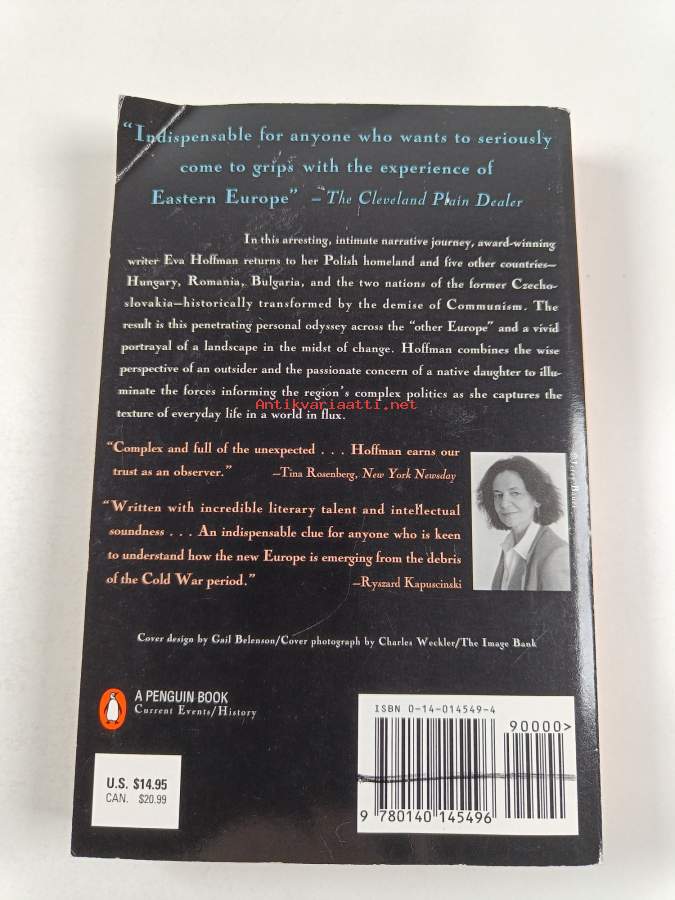 “Indispensable for anyone who wants to seriously
come to grips with the experience of
Eastern Europe” –The Cleveland Plain Dealer
In this arresting, intimate narrative journey, award-winning
writer Eva Hoffman returns to her Polish homeland and five other countries—
Hungary, Romania, Bulgaria, and the two nations of the former Czecho-
slovakia—historically transformed by the demise of Communism. The
result is this penetrating personal odyssey across the “other Europe” and a vivid
portrayal of a landscape in the midst of change. Hoffman combines the wise
perspective of an outsider and the passionate concern of a native daughter to illu-
minate the forces informing the region's complex politics as she captures the
Antikvariaatti.net
texture of everyday life in a world in flux.
“Complex and full of the unexpected . . . Hoffman earns our
trust as an observer.” —Tina Rosenberg, New York Newsday
“Written with incredible literary talent and intellectual
soundness . . . An indispensable clue for anyone who is keen
to understand how the new Europe is emerging from the debris
of the Cold War period.” —Ryszard Kapuscinski
Cover design by Gail Belenson/Cover photograph by Charles Weckler/The Image Bank
A PENGUIN BOOK
Current Events/History
U.S. $14.95
CAN. $20.99
ISBN 0-14-014549-4
90000>
9 780140 145496